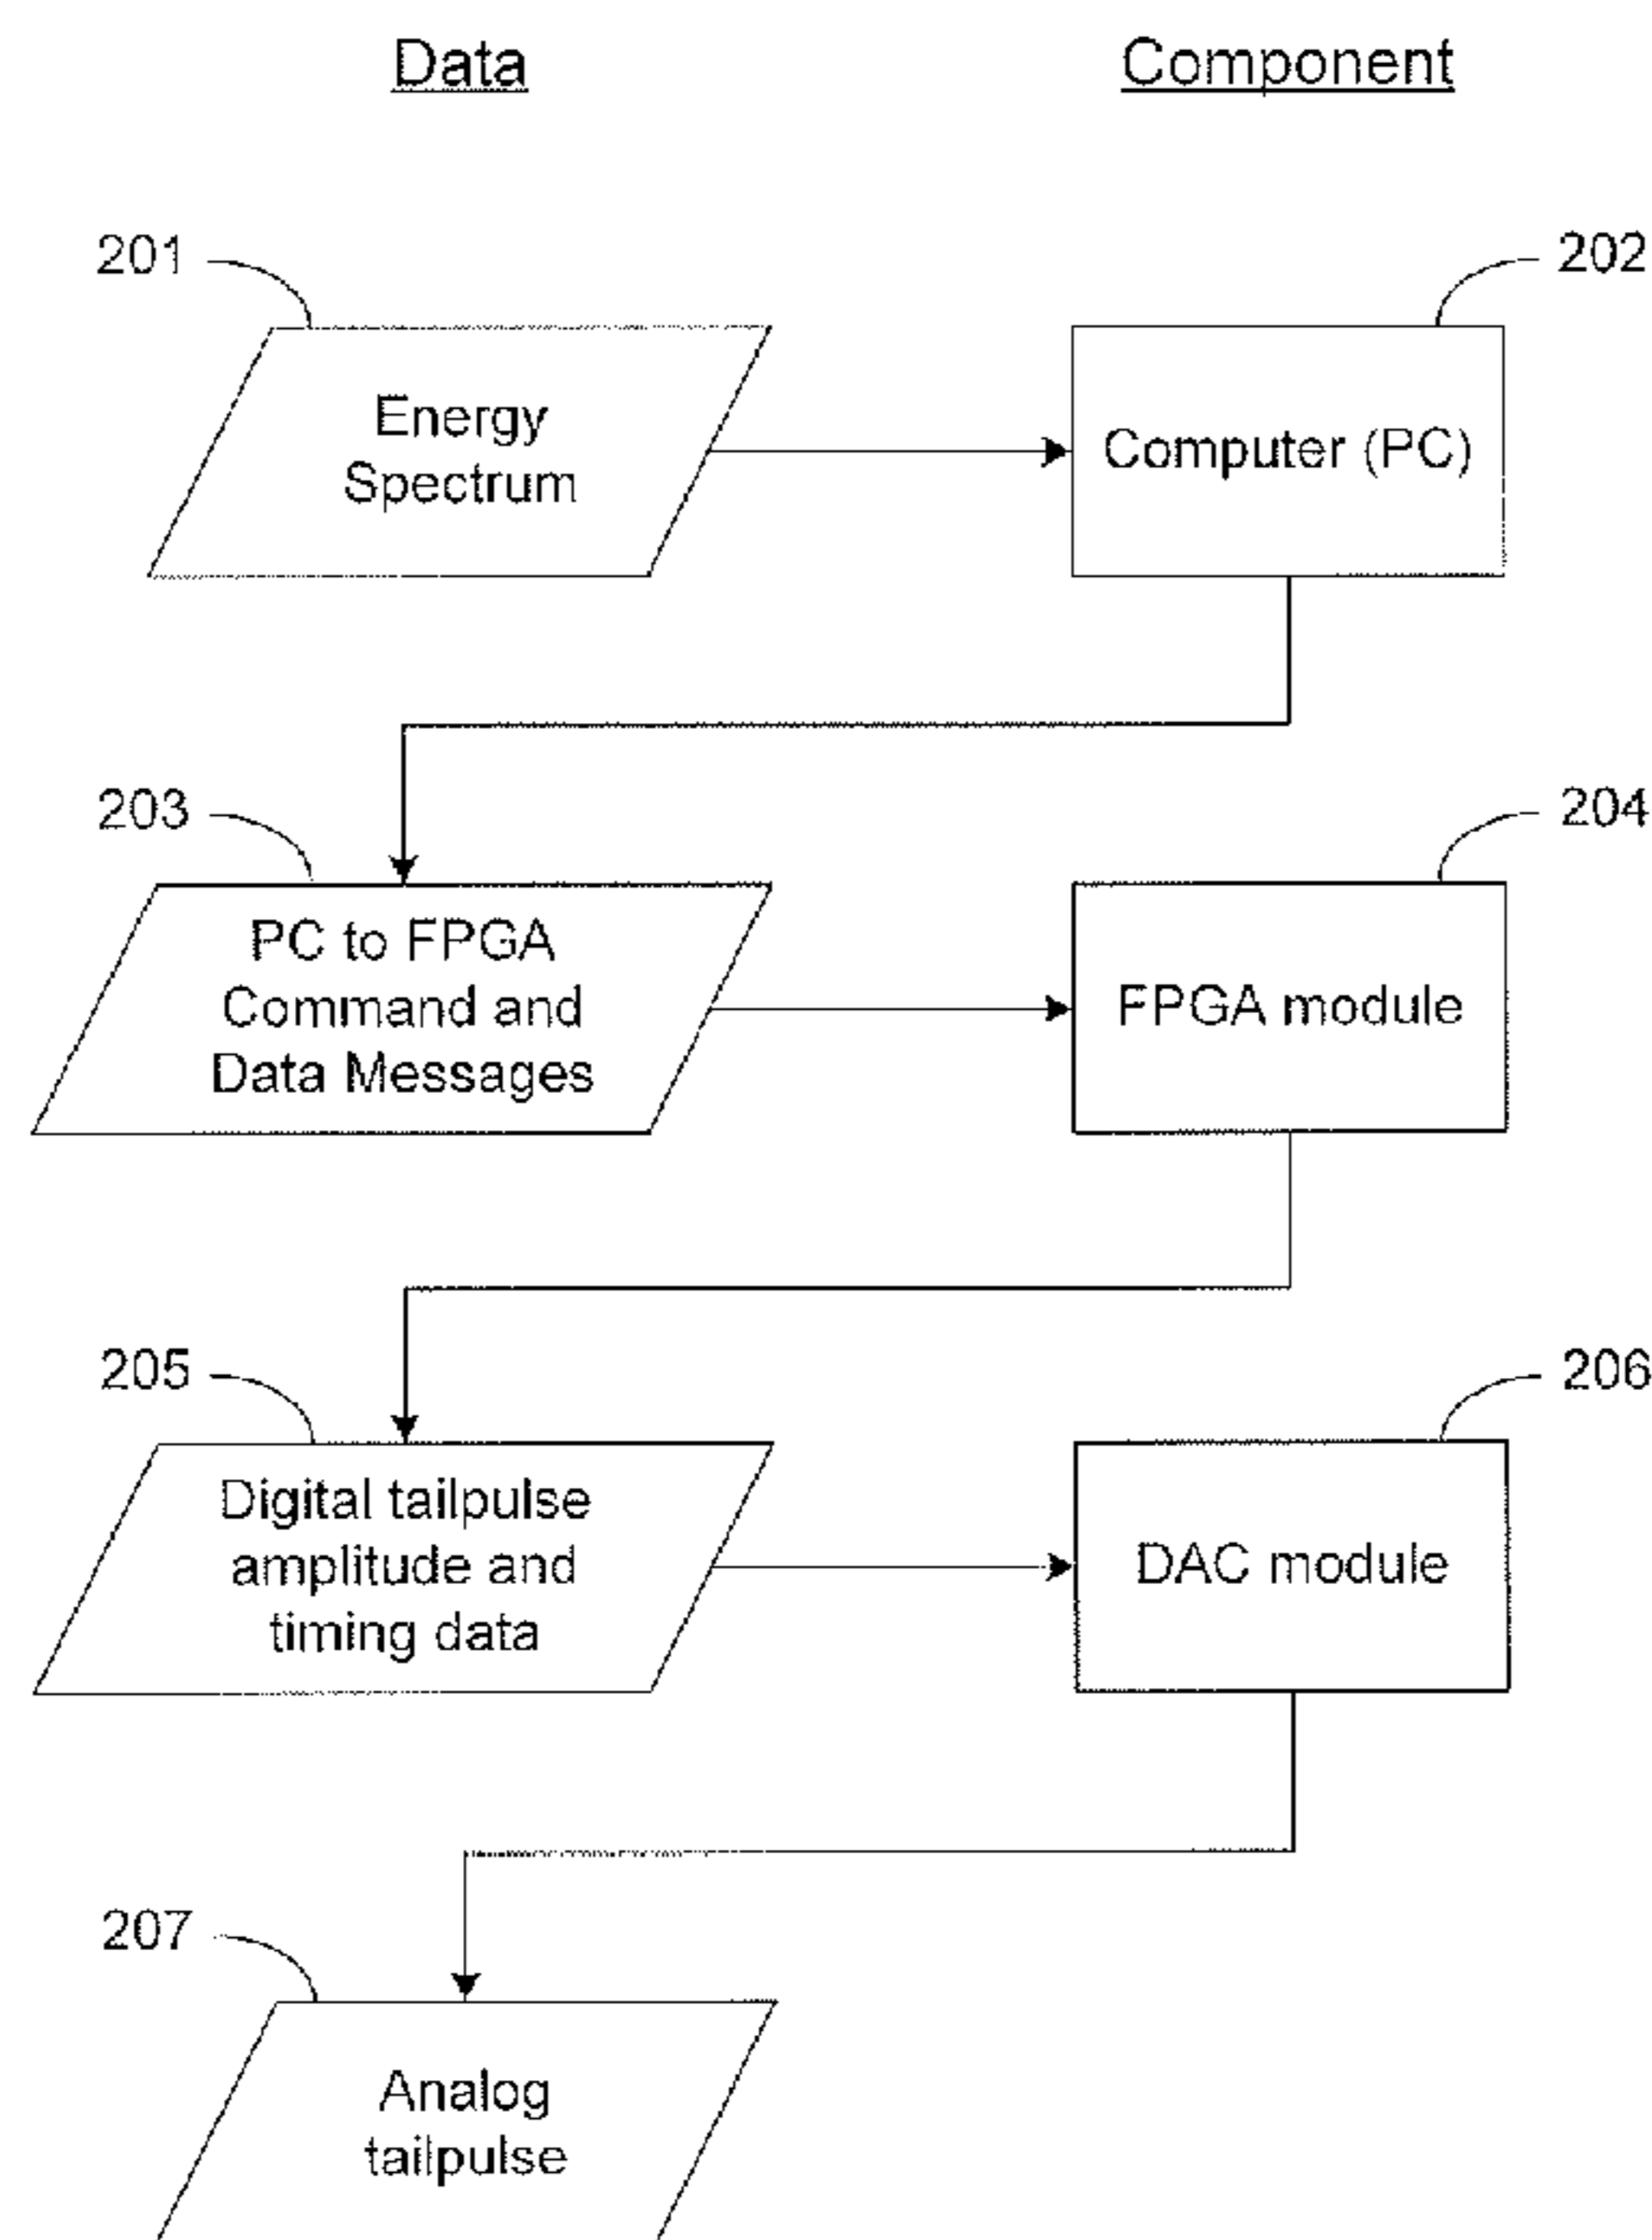 Data
Component
201
202
Energy
Spectrum
Computer (PC)
203
204
PC to FPGA
Command and
Data Messages
FPGA module
205
206
Digital tailpulse
amplitude and
timing data
DAC module
207
Analog
tailpulse